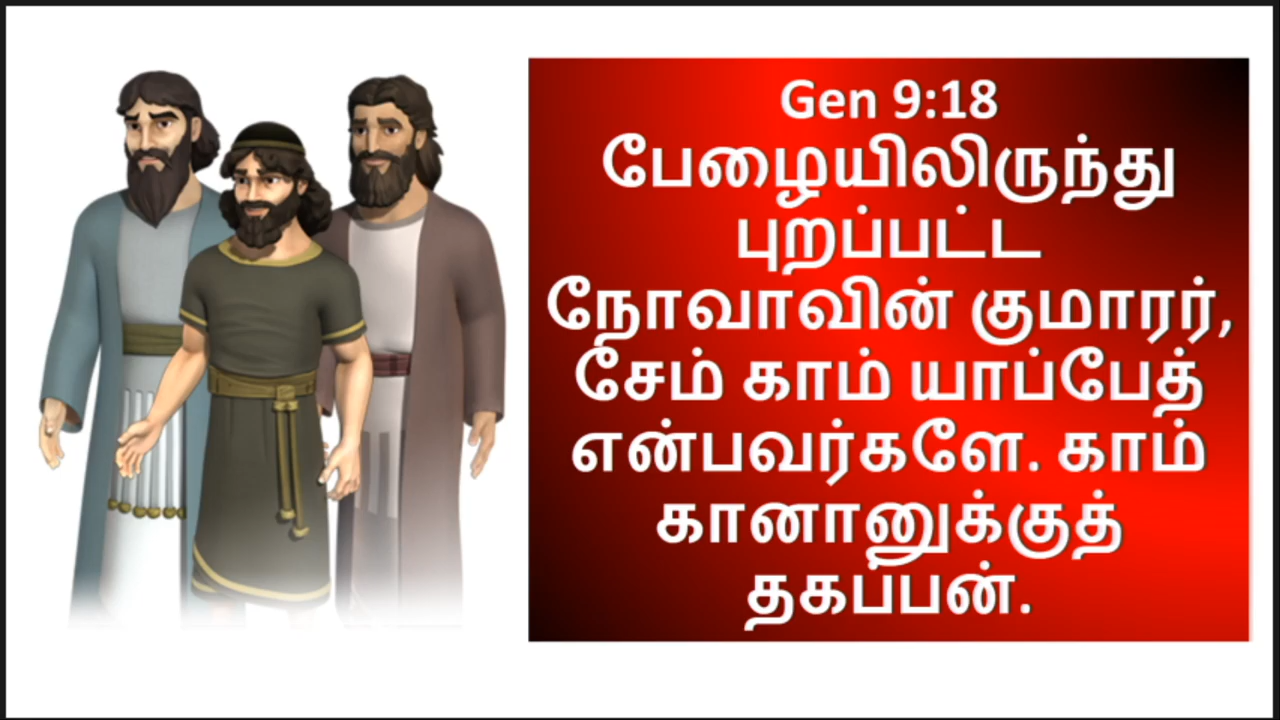 Gen 9:18
பேழையிலிருந்து
புறப்பட்ட
நோவாவின் குமாரர்,
சேம் காம் யாப்பேத்
என்பவர்களே. காம்
கானானுக்குத்
தகப்பன்.